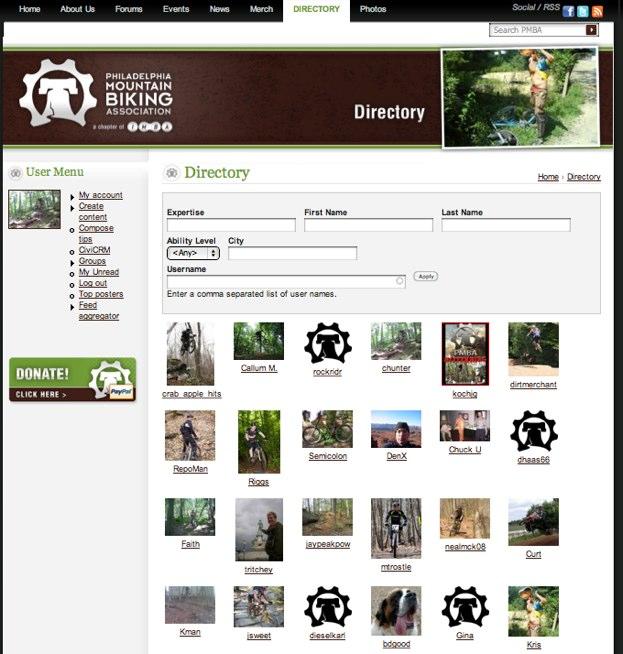 Home About Us Forums Events News Merch DIRECTORY Photos Social / RSS
Search PMBA
PHILADELPHIA
MOUNTAIN
BIKING
ASSOCIATION
a chapter of IMBA
Directory
User Menu
My account
Create
content
Compose
tips
CiviCRM
Groups
My Unread
Log out
Top posters
Feed
aggregator
DONATE!
CLICK HERE >
PayPal
Directory
Home › Directory
Expertise First Name Last Name
Ability Level City
<Any>
Username
Apply
Enter a comma separated list of user names.
PMBA
crab_apple_hits Callum M. rockridr chunter kochjg dirtmerchant
RepoMan Riggs Semicolon DenX Chuck U dhaas66
Faith tritchey jaypeakpow mtrostle nealmck08 Curt
Kman jsweet dieselkarl bdgood Gina Kris